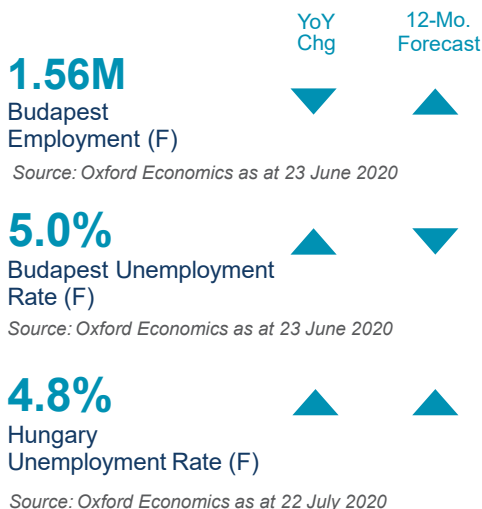 YoY
Chg
12-Mo.
Forecast
1.56M
Budapest
Employment (F)
Source: Oxford Economics as at 23 June 2020
5.0%
Budapest Unemployment
Rate (F)
Source: Oxford Economics as at 23 June 2020
4.8%
Hungary
Unemployment Rate (F)
Source: Oxford Economics as at 22 July 2020